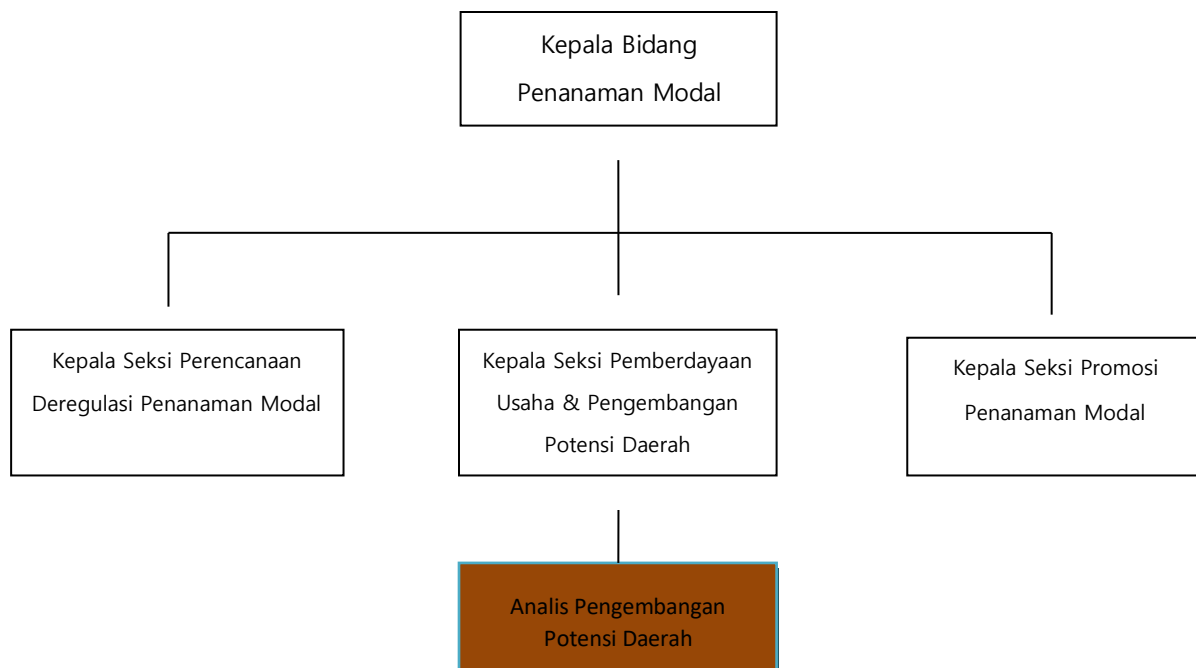 Kepala Bidang
Penanaman Modal
Kepala Seksi Perencanaan
Deregulasi Penanaman Modal
Kepala Seksi Pemberdayaan
Usaha & Pengembangan
Potensi Daerah
Kepala Seksi Promosi
Penanaman Modal
Analis Pengembangan
Potensi Daerah